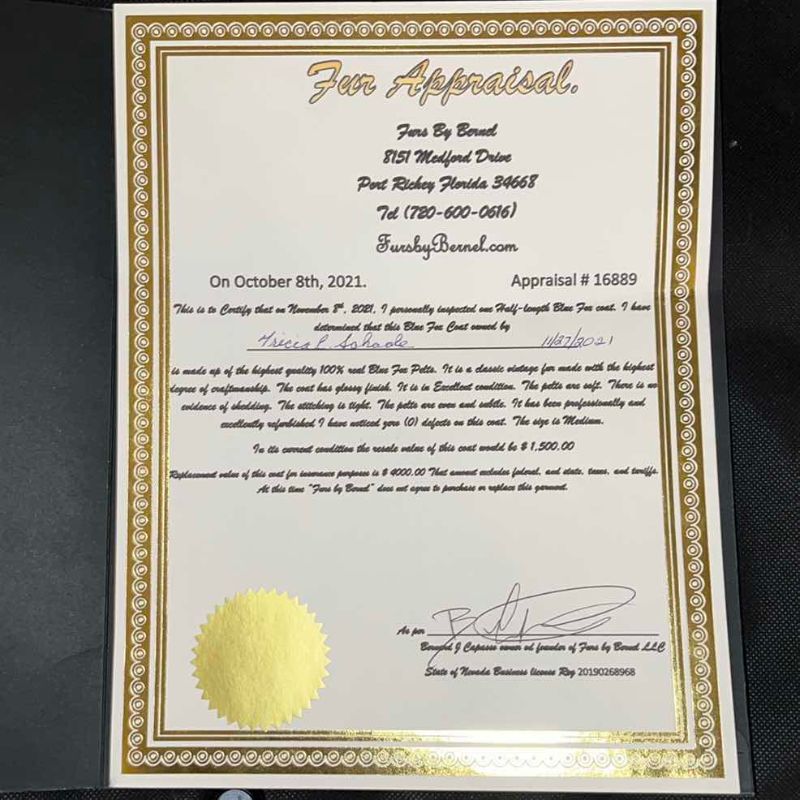 Fur Appraisal.
Furs By Bernel
8151 Medford Drive
Port Richey Florida 34668
Tel (720-600-0616)
FursbyBernel.com
On October 8th, 2021. Appraisal # 16889
This is to Certify that on November 8th, 2021, I personally inspected one Half-length Blue Fox coat. I have
determined that this Blue Fox Coat owned by
Tricia P. Schade 11/27/2021
is made up of the highest quality 100% real Blue Fox Pelts. It is a classic vintage fur made with the highest
degree of craftmanship. The coat has glossy finish. It is in Excellent condition. The pelts are soft. There is no
evidence of shedding. The stitching is tight. The pelts are even and subtle. It has been professionally and
excellently refurbished I have noticed zero (0) defects on this coat. The size is Medium.
In its current condition the resale value of this coat would be $ 1,500.00
Replacement value of this coat for insurance purposes is $ 4000.00 That amount excludes federal, and state, taxes, and tariffs.
At this time "Furs by Bernel" does not agree to purchase or replace this garment.
As per
Bernard J Capasso owner nd founder of Furs by Bernel LLC
State of Nevada Business license Reg 20190268968